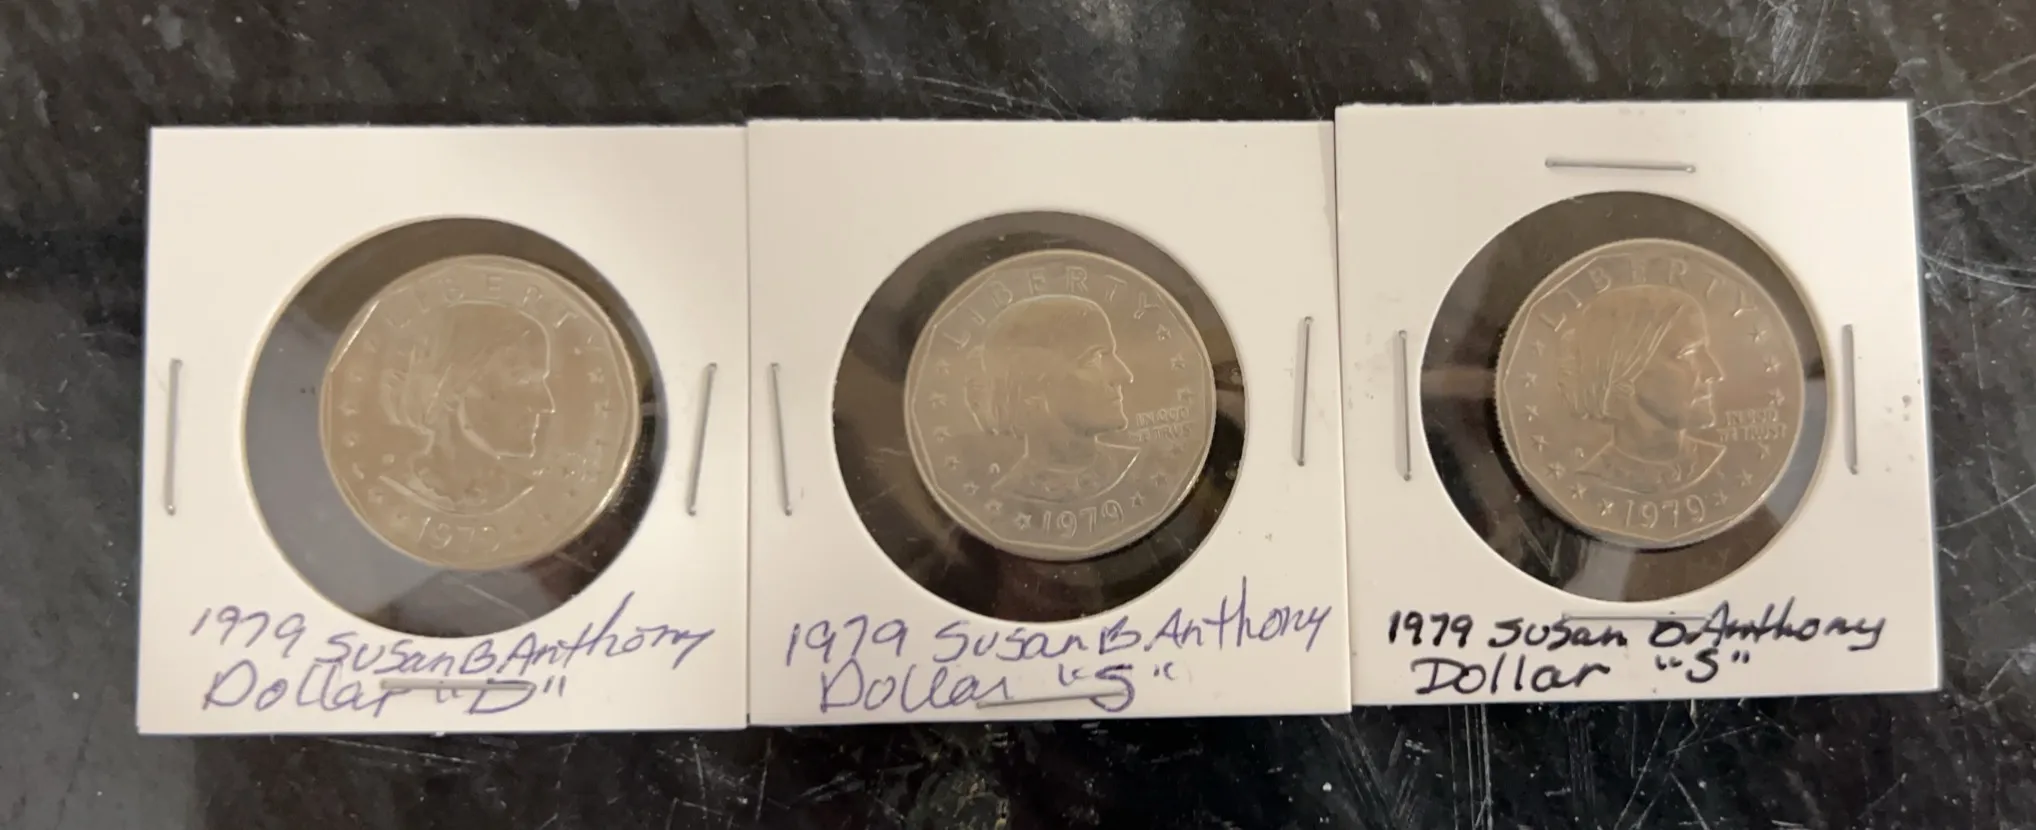 LIBERTY
1979
1979 Susan B Anthony
Dollar "D"
LIBERTY
IN GOD
WE TRUST
1979
1979 Susan B. Anthony
Dollar "S"
LIBERTY
IN GOD
WE TRUST
1979
1979 Susan B. Anthony
Dollar "S"